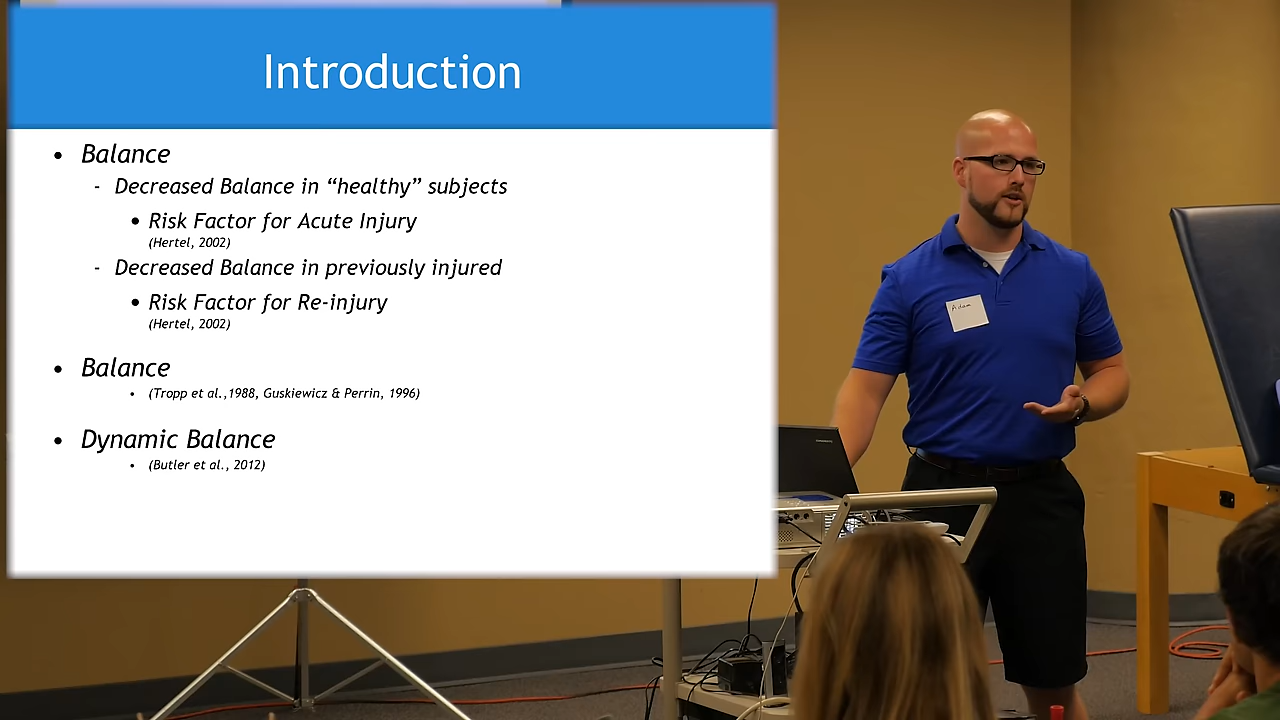 Introduction
• Balance
- Decreased Balance in “healthy” subjects
• Risk Factor for Acute Injury
(Hertel, 2002)
- Decreased Balance in previously injured
• Risk Factor for Re-injury
(Hertel, 2002)
• Balance
• (Tropp et al.,1988, Guskiewicz & Perrin, 1996)
• Dynamic Balance
• (Butler et al., 2012)
Adam